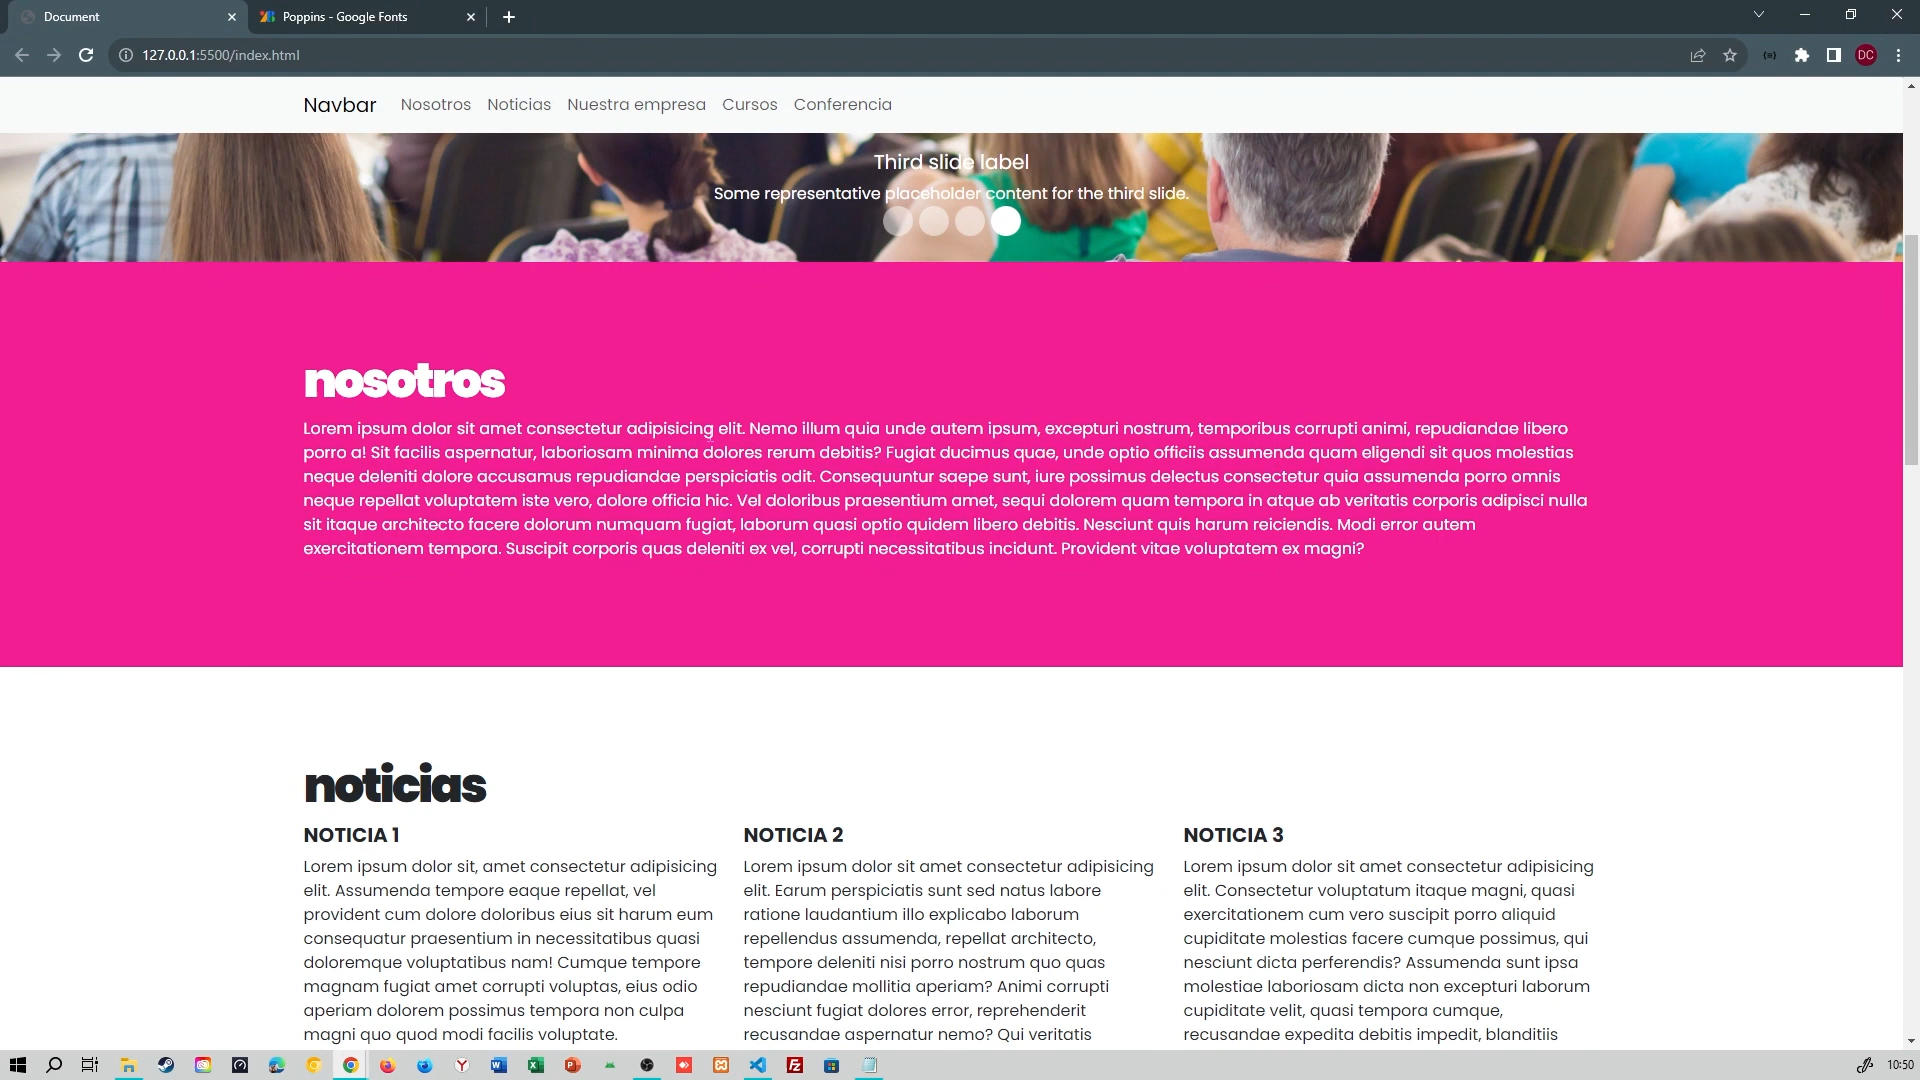 Document
Poppins - Google Fonts
127.0.0.1:5500/index.html
DC
Navbar
Nosotros
Noticias
Nuestra empresa
Cursos
Conferencia
Third slide label
Some representative placeholder content for the third slide.
nosotros
Lorem ipsum dolor sit amet consectetur adipisicing elit. Nemo illum quia unde autem ipsum, excepturi nostrum, temporibus corrupti animi, repudiandae libero
porro a! Sit facilis aspernatur, laboriosam minima dolores rerum debitis? Fugiat ducimus quae, unde optio officiis assumenda quam eligendi sit quos molestias
neque deleniti dolore accusamus repudiandae perspiciatis odit. Consequuntur saepe sunt, iure possimus delectus consectetur quia assumenda porro omnis
neque repellat voluptatem iste vero, dolore officia hic. Vel doloribus praesentium amet, sequi dolorem quam tempora in atque ab veritatis corporis adipisci nulla
sit itaque architecto facere dolorum numquam fugiat, laborum quasi optio quidem libero debitis. Nesciunt quis harum reiciendis. Modi error autem
exercitationem tempora. Suscipit corporis quas deleniti ex vel, corrupti necessitatibus incidunt. Provident vitae voluptatem ex magni?
noticias
NOTICIA 1
Lorem ipsum dolor sit, amet consectetur adipisicing
elit. Assumenda tempore eaque repellat, vel
provident cum dolore doloribus eius sit harum eum
consequatur praesentium in necessitatibus quasi
doloremque voluptatibus nam! Cumque tempore
magnam fugiat amet corrupti voluptas, eius odio
aperiam dolorem possimus tempora non culpa
magni quo quod modi facilis voluptate.
NOTICIA 2
Lorem ipsum dolor sit amet consectetur adipisicing
elit. Earum perspiciatis sunt sed natus labore
ratione laudantium illo explicabo laborum
repellendus assumenda, repellat architecto,
tempore deleniti nisi porro nostrum quo quas
repudiandae mollitia aperiam? Animi corrupti
nesciunt fugiat dolores error, reprehenderit
recusandae aspernatur nemo? Qui veritatis
NOTICIA 3
Lorem ipsum dolor sit amet consectetur adipisicing
elit. Consectetur voluptatum itaque magni, quasi
exercitationem cum vero suscipit porro aliquid
cupiditate molestias facere cumque possimus, qui
nesciunt dicta perferendis? Assumenda sunt ipsa
molestiae laboriosam dicta non excepturi laborum
cupiditate velit, quasi tempora cumque,
recusandae expedita debitis impedit, blanditiis
10:50